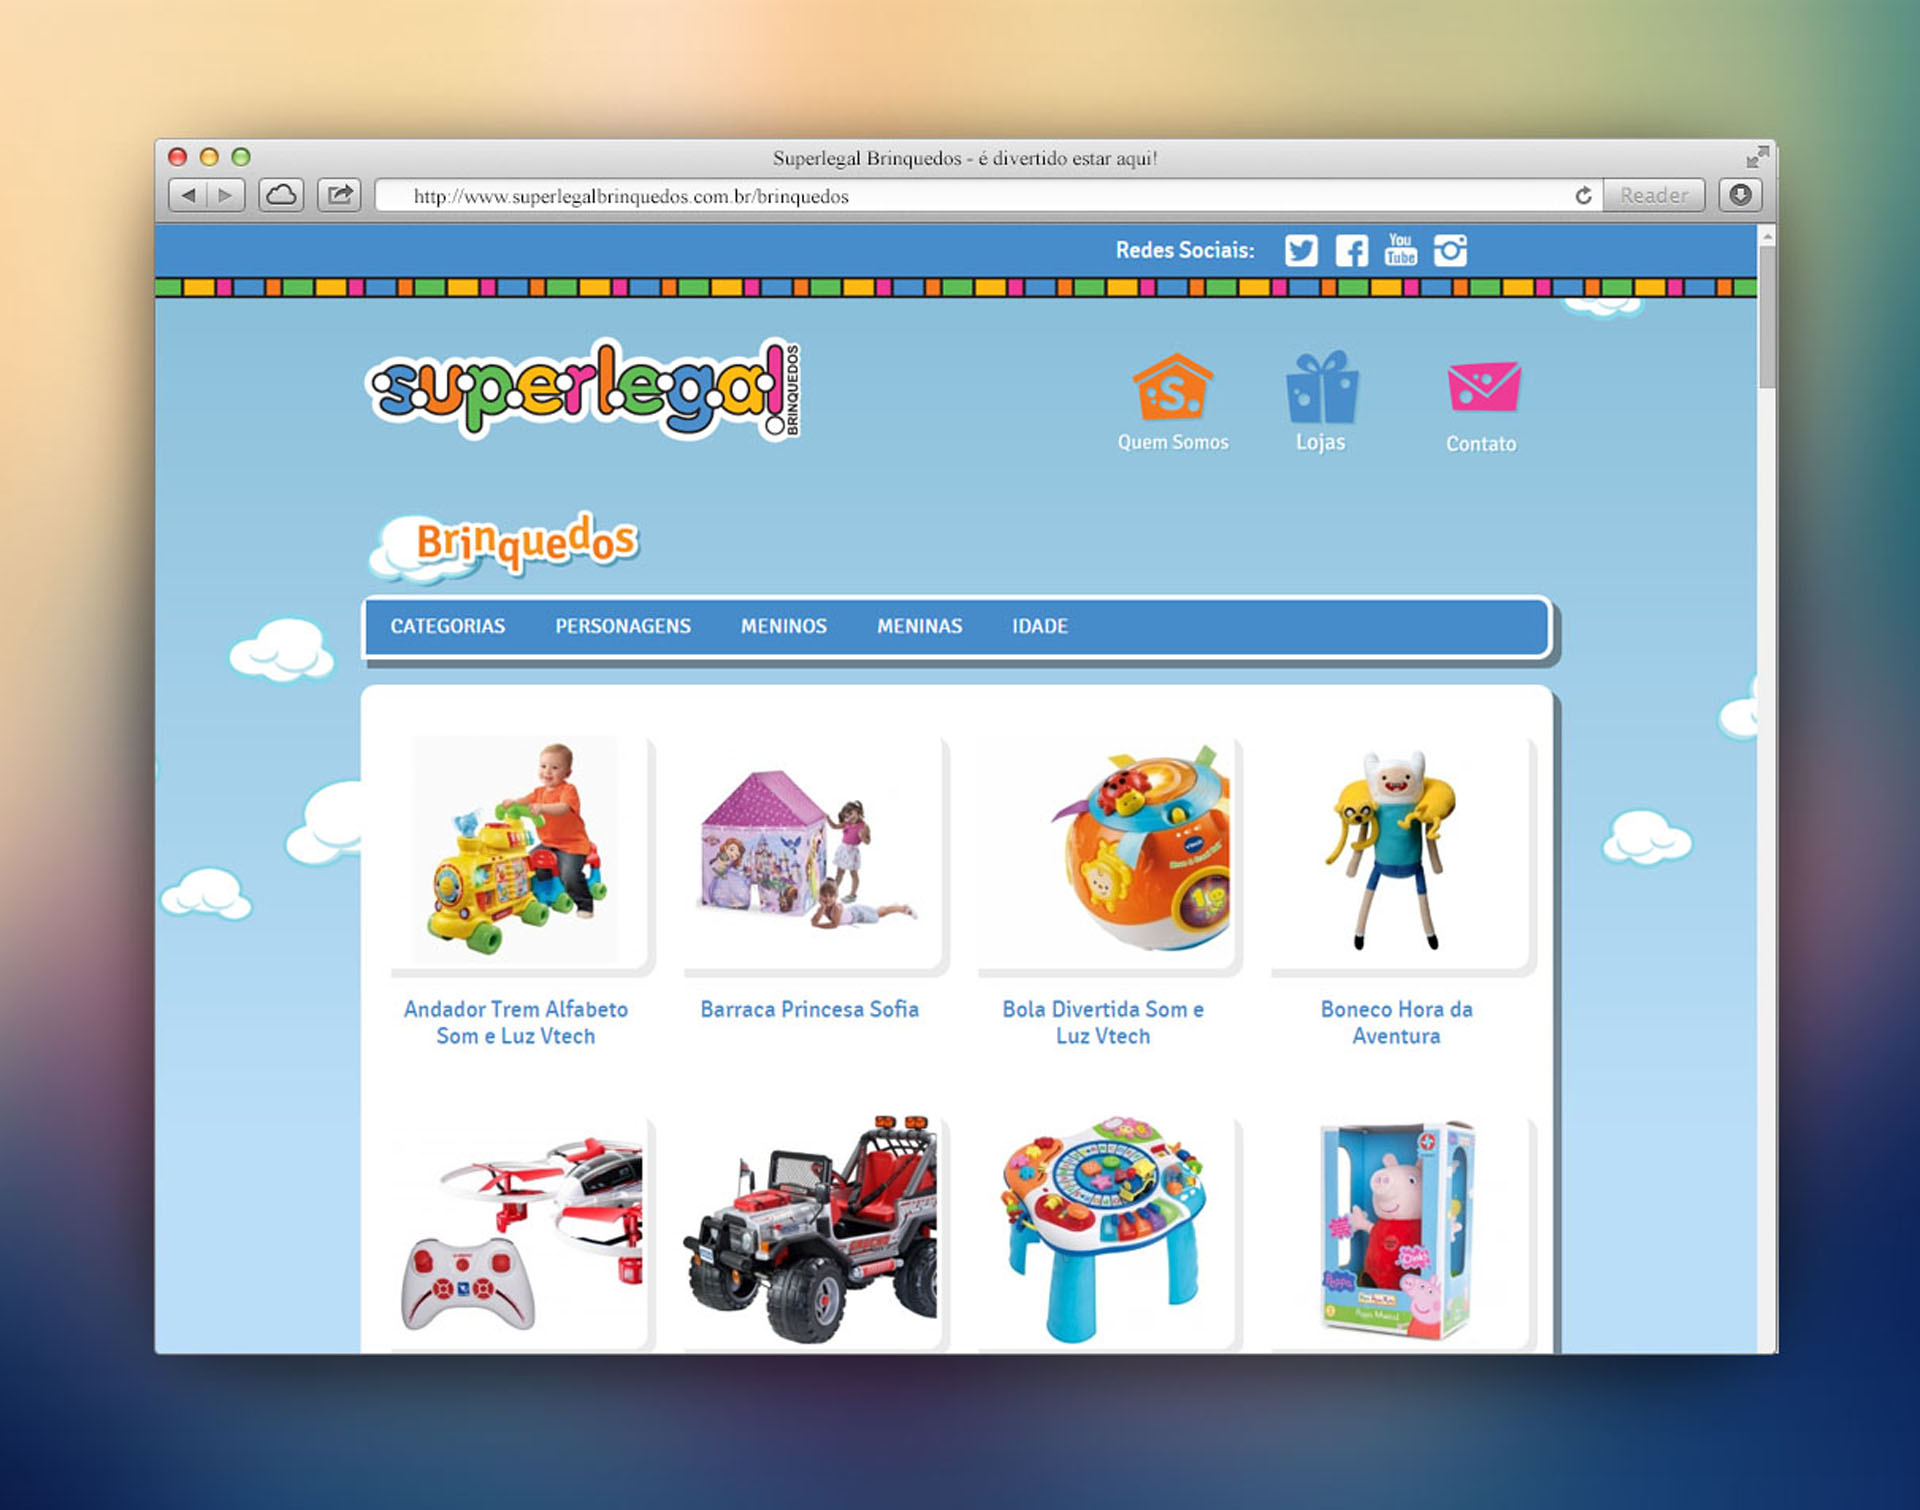 Superlegal Brinquedos - é divertido estar aqui!
http://www.superlegalbrinquedos.com.br/brinquedos
Reader
Redes Sociais:
You
Tube
superlegal!
BRINQUEDOS
S
Quem Somos
Lojas
Contato
Brinquedos
CATEGORIAS
PERSONAGENS
MENINOS
MENINAS
IDADE
Andador Trem Alfabeto
Som e Luz Vtech
Barraca Princesa Sofia
Bola Divertida Som e
Luz Vtech
Boneco Hora da
Aventura
Peppa